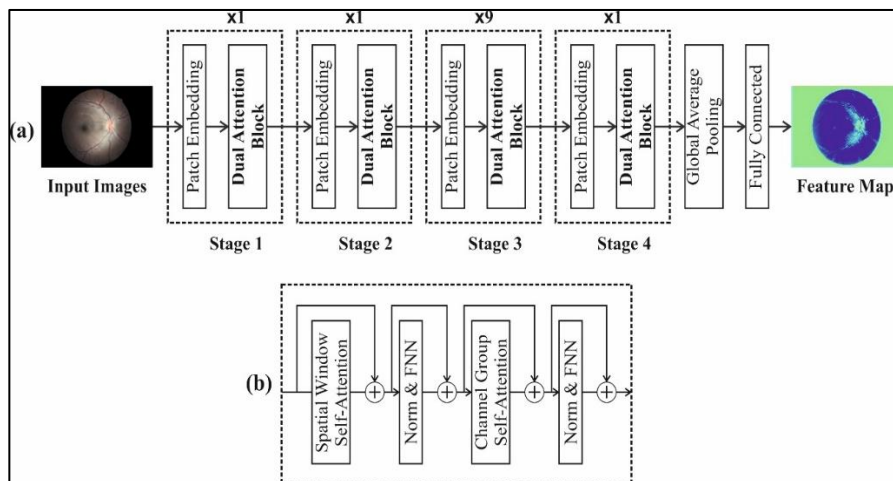 x1
x1
x9
x1
(a)
Input Images
Patch Embedding
Dual Attention
Block
Stage 1
Patch Embedding
Dual Attention
Block
Stage 2
Patch Embedding
Dual Attention
Block
Stage 3
Patch Embedding
Dual Attention
Block
Stage 4
Global Average
Pooling
Fully Connected
Feature Map
(b)
Spatial Window
Self-Attention
Norm & FNN
Channel Group
Self-Attention
Norm & FNN